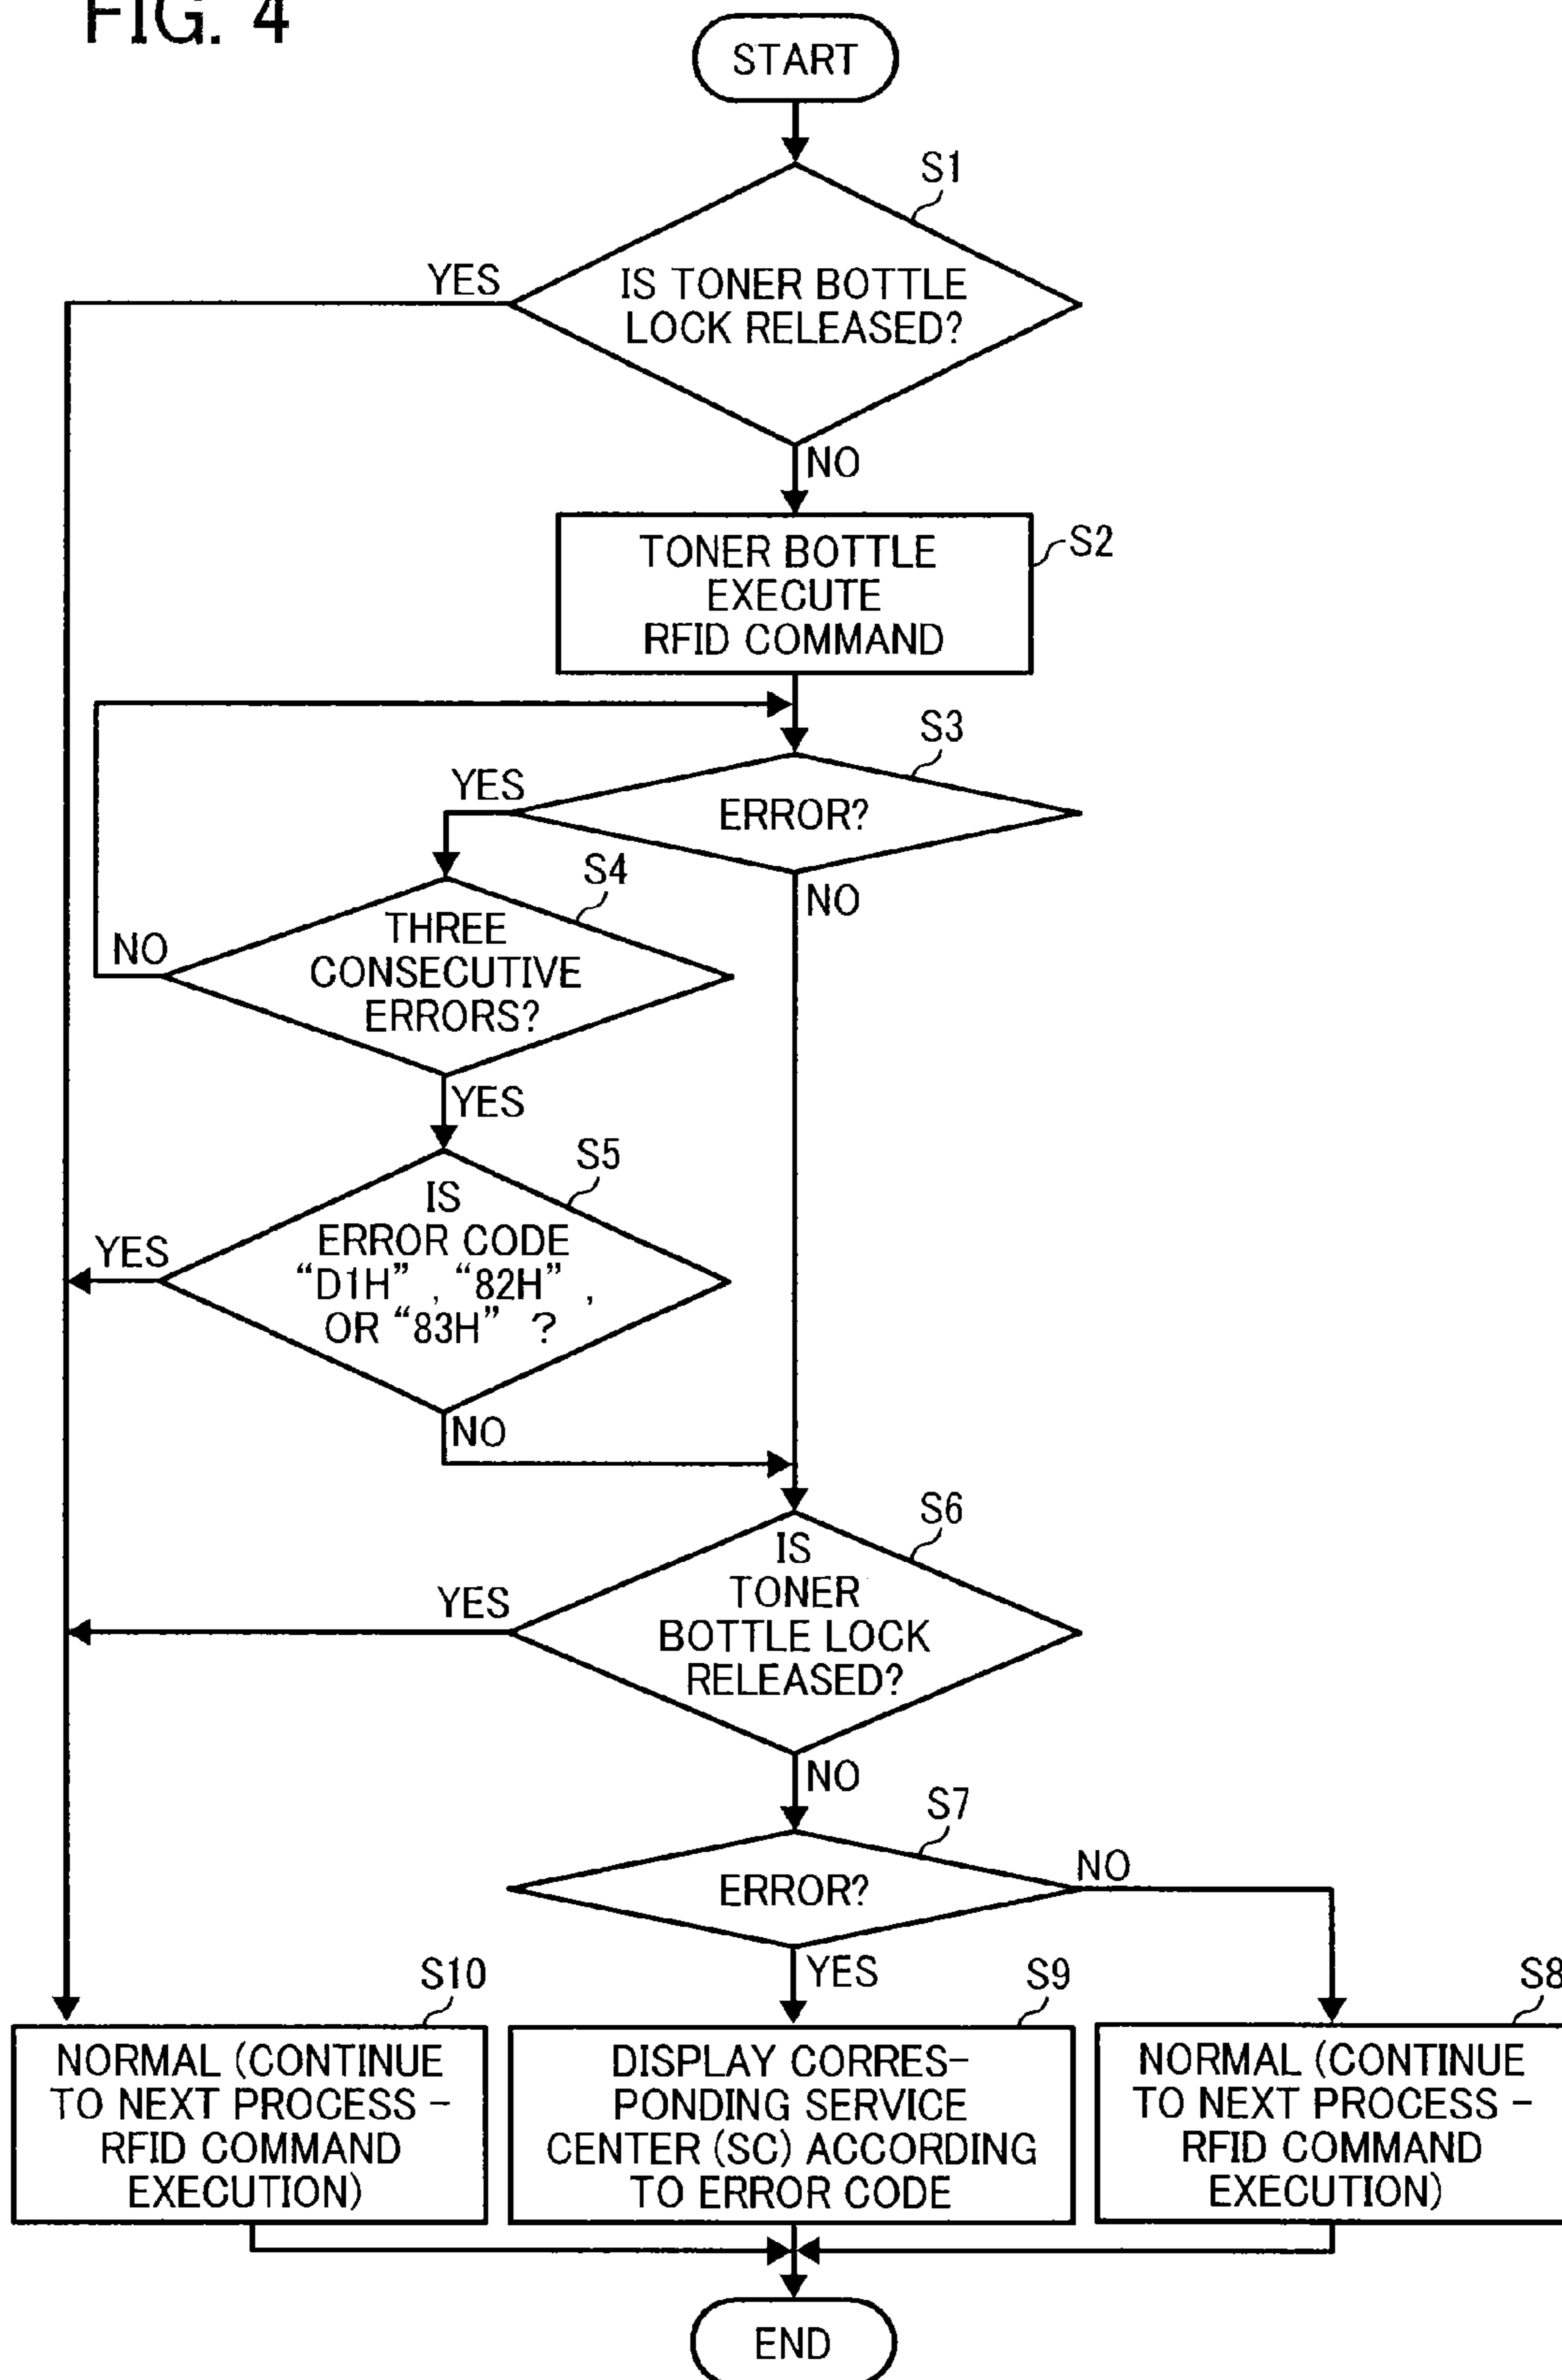 FIG. 4
START
S1
YES
IS TONER BOTTLE
LOCK RELEASED?
NO
TONER BOTTLE
EXECUTE
RFID COMMAND
S2
S3
YES
ERROR?
NO
S4
THREE
CONSECUTIVE
ERRORS?
NO
YES
S5
IS
ERROR CODE
“D1H” , “82H” ,
OR “83H” ?
YES
NO
S6
IS
TONER
BOTTLE LOCK
RELEASED?
YES
NO
S7
ERROR?
NO
YES
S10
NORMAL (CONTINUE
TO NEXT PROCESS -
RFID COMMAND
EXECUTION)
S9
DISPLAY CORRES-
PONDING SERVICE
CENTER (SC) ACCORDING
TO ERROR CODE
S8
NORMAL (CONTINUE
TO NEXT PROCESS -
RFID COMMAND
EXECUTION)
END